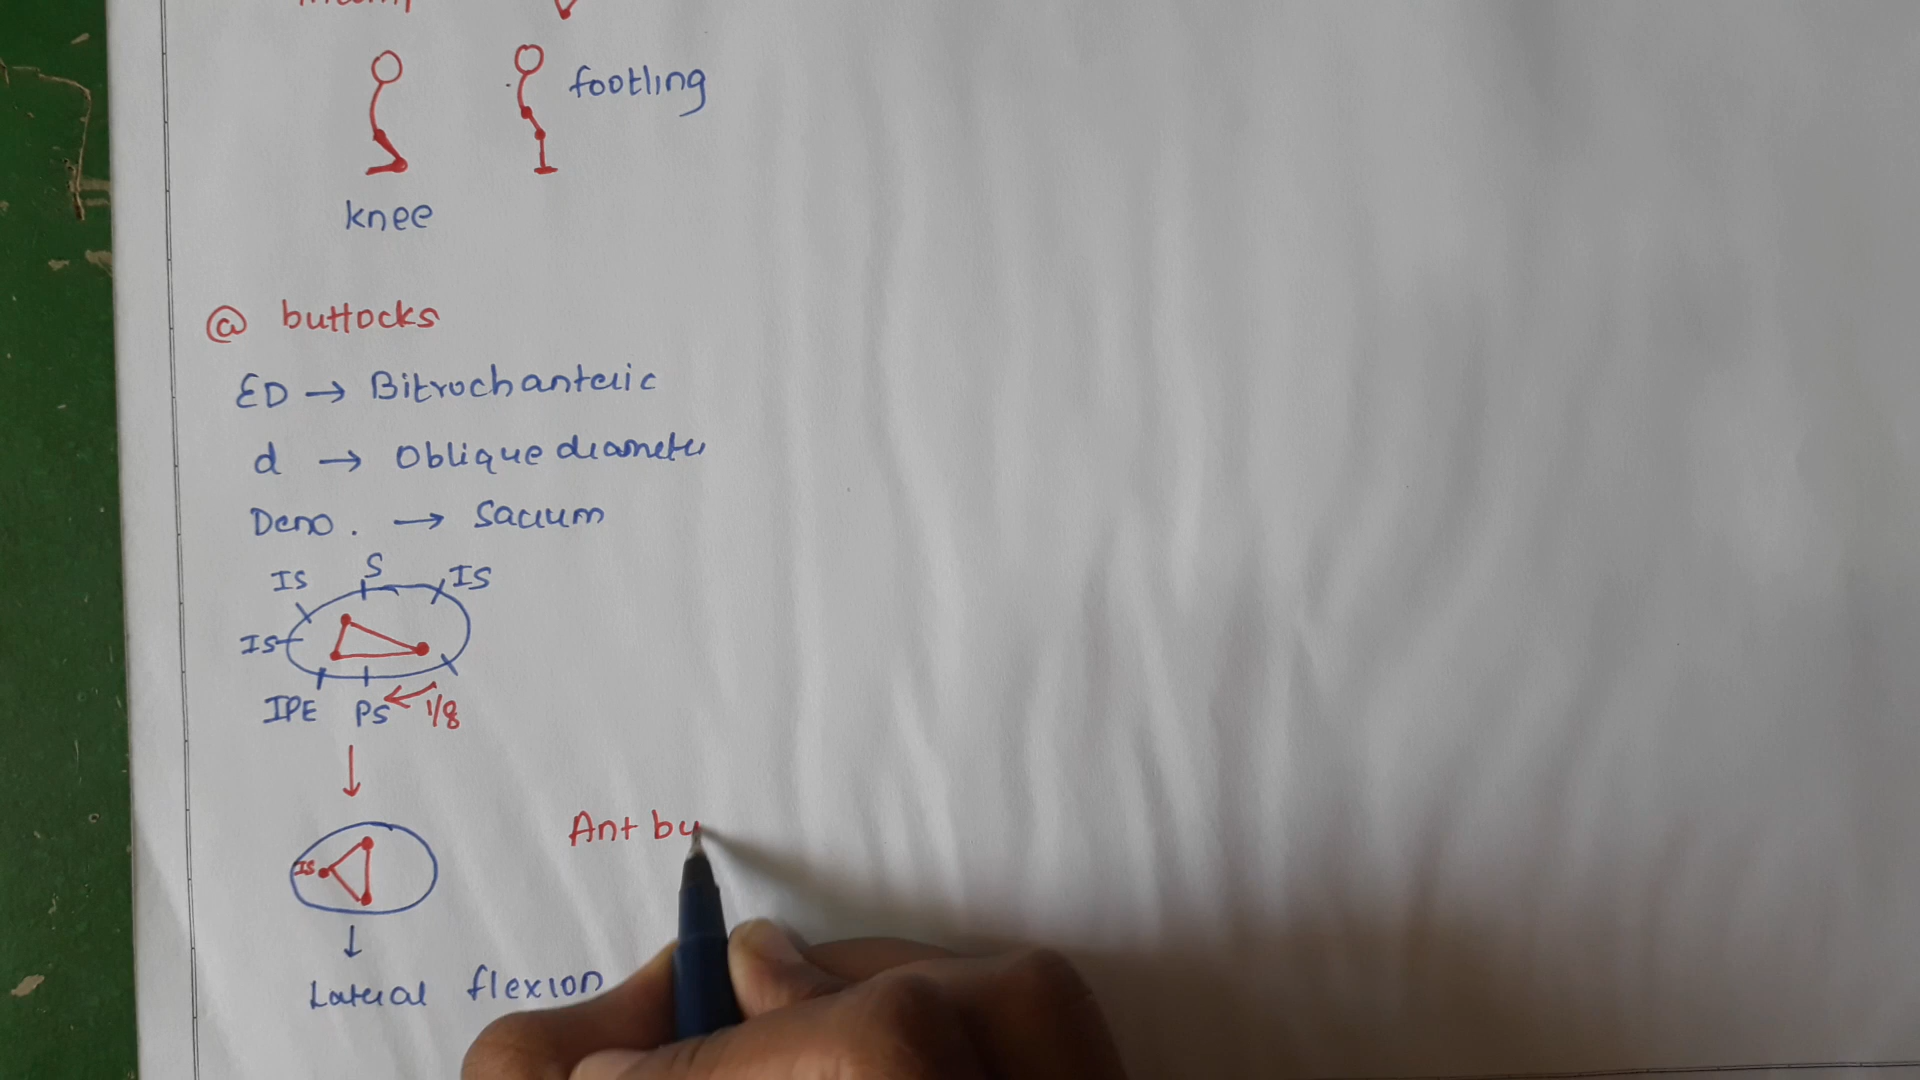 footling
knee
@ buttocks
ED → Bitrochanteric
d → Oblique diameter
Deno. → Sacrum
IS S IS
IS
IPE PS ← 1/8
IS
Ant bu
Lateral flexion